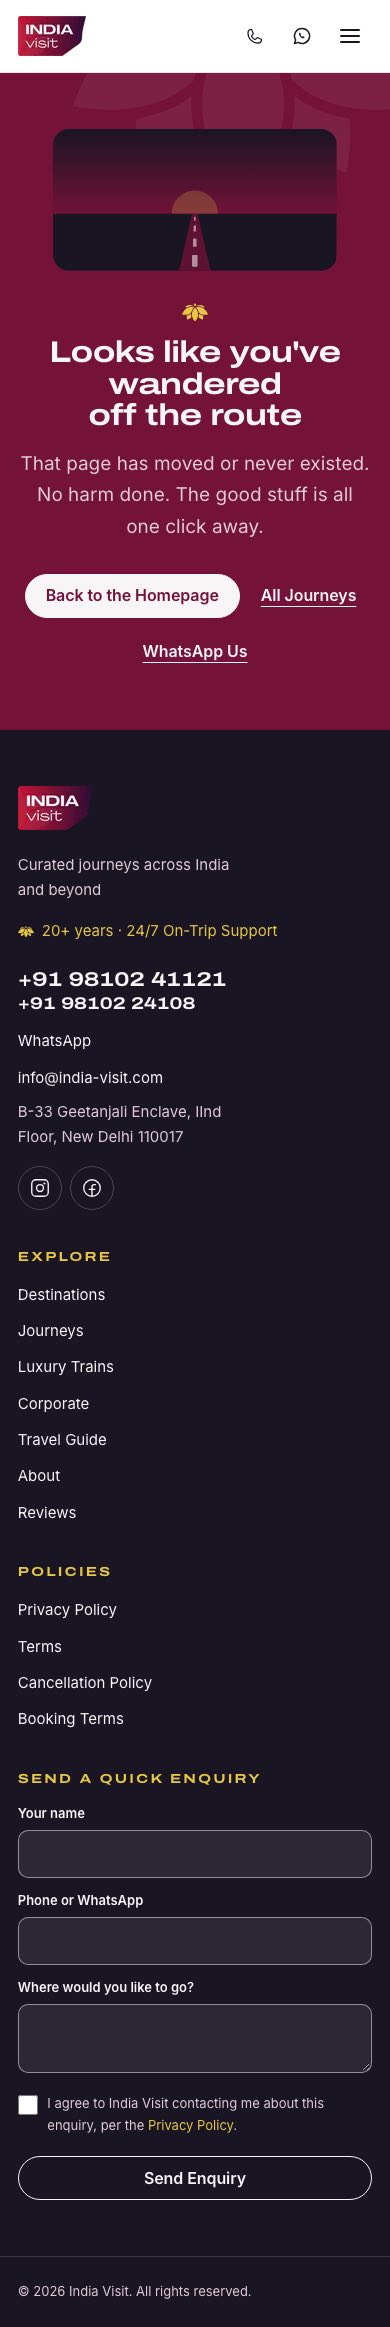 INDIA
visit
Looks like you've
wandered
off the route
That page has moved or never existed.
No harm done. The good stuff is all
one click away.
Back to the Homepage
All Journeys
WhatsApp Us
INDIA
visit
Curated journeys across India
and beyond
20+ years · 24/7 On-Trip Support
+91 98102 41121
+91 98102 24108
WhatsApp
info@india-visit.com
B-33 Geetanjali Enclave, IInd
Floor, New Delhi 110017
EXPLORE
Destinations
Journeys
Luxury Trains
Corporate
Travel Guide
About
Reviews
POLICIES
Privacy Policy
Terms
Cancellation Policy
Booking Terms
SEND A QUICK ENQUIRY
Your name
Phone or WhatsApp
Where would you like to go?
I agree to India Visit contacting me about this
enquiry, per the Privacy Policy.
Send Enquiry
© 2026 India Visit. All rights reserved.